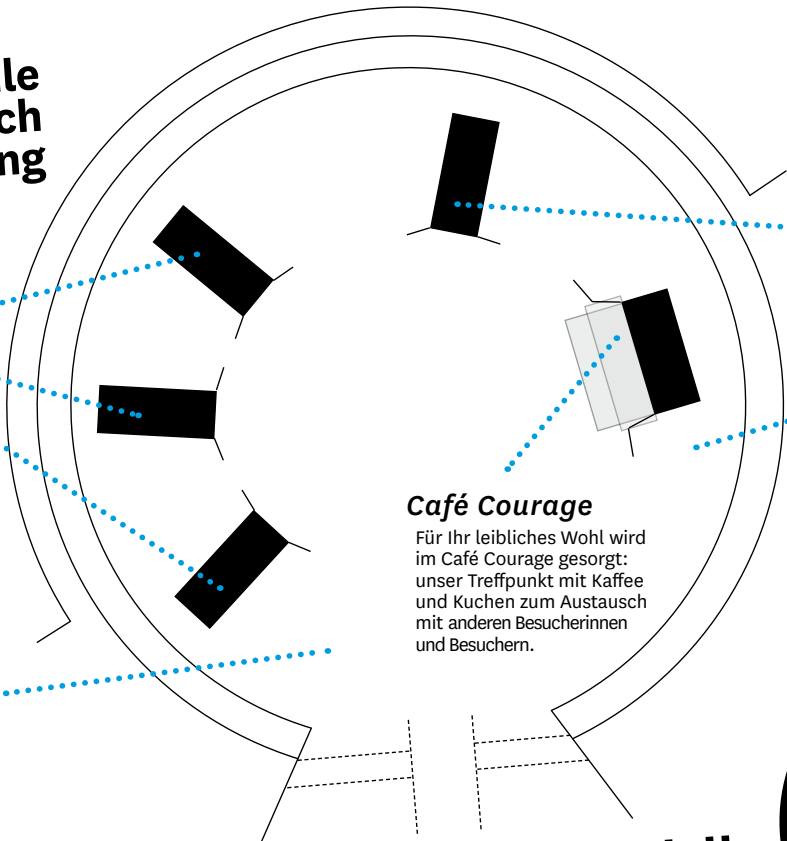 Café Courage
Für Ihr leibliches Wohl wird
im Café Courage gesorgt:
unser Treffpunkt mit Kaffee
und Kuchen zum Austausch
mit anderen Besucherinnen
und Besuchern.